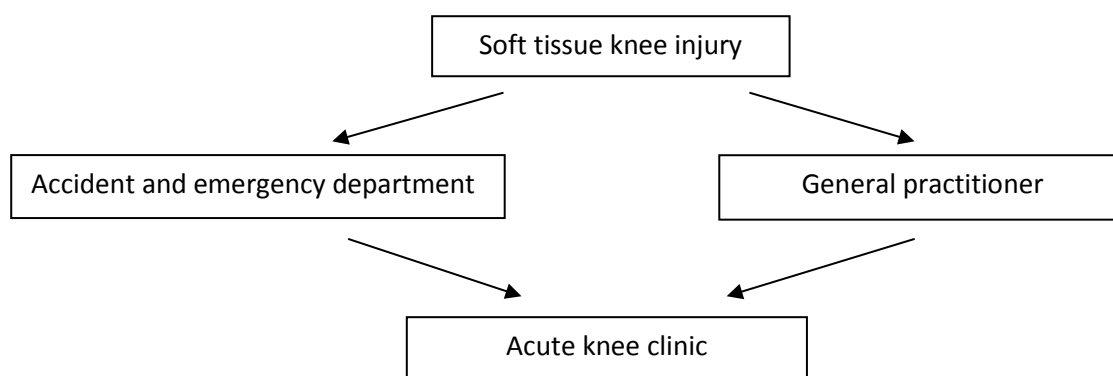 Soft tissue knee injury
Accident and emergency department
General practitioner
Acute knee clinic